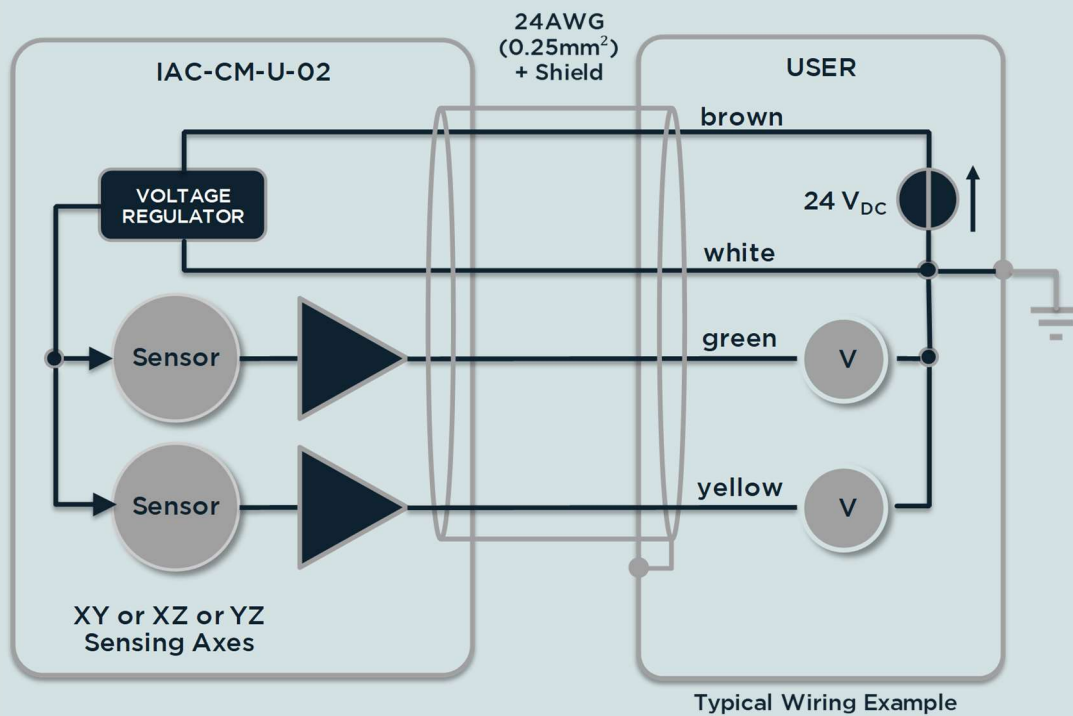 24AWG
(0.25mm²)
+ Shield
IAC-CM-U-02
USER
brown
VOLTAGE
REGULATOR
24 VDC
white
green
Sensor
V
yellow
Sensor
V
XY or XZ or YZ
Sensing Axes
Typical Wiring Example